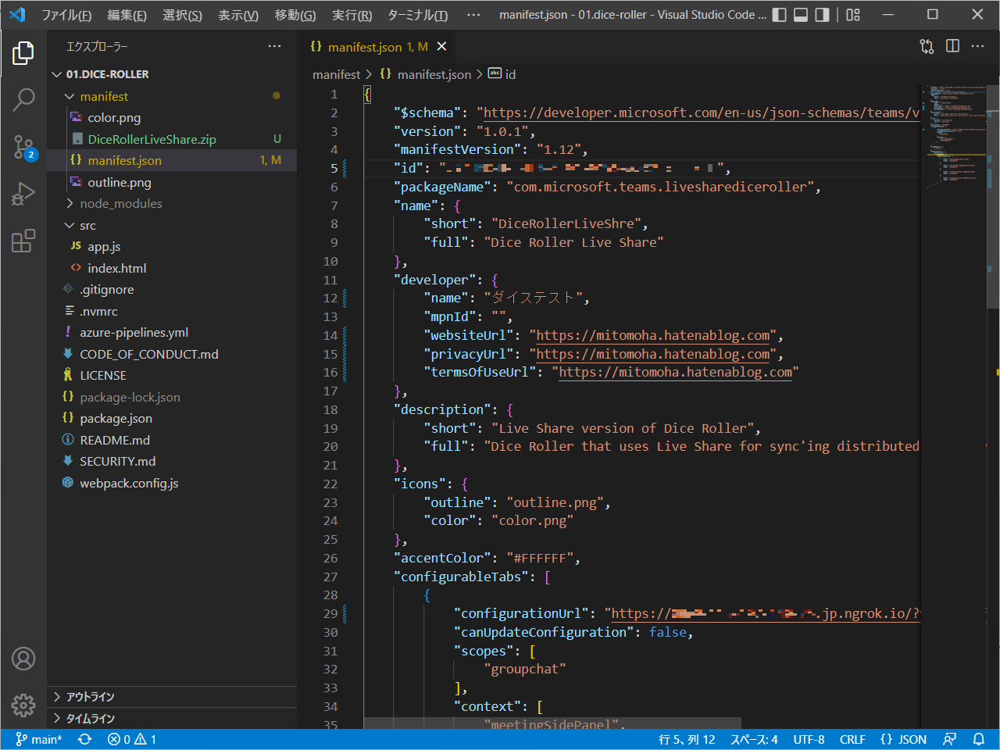 ファイル(F) 編集(E) 選択(S) 表示(V) 移動(G) 実行(R) ターミナル(T) ··· manifest.json - 01.dice-roller - Visual Studio Code ...
エクスプローラー ···
01.DICE-ROLLER
manifest
color.png
DiceRollerLiveShare.zip U
manifest.json 1, M
outline.png
node_modules
src
JS app.js
<> index.html
.gitignore
.nvmrc
! azure-pipelines.yml
CODE_OF_CONDUCT.md
LICENSE
{} package-lock.json
{} package.json
README.md
SECURITY.md
webpack.config.js
アウトライン
タイムライン
2
{} manifest.json 1, M
manifest > {} manifest.json > abc id
1 {
2 "$schema": "https://developer.microsoft.com/en-us/json-schemas/teams/v
3 "version": "1.0.1",
4 "manifestVersion": "1.12",
5 "id": " ",
6 "packageName": "com.microsoft.teams.livesharediceroller",
7 "name": {
8 "short": "DiceRollerLiveShre",
9 "full": "Dice Roller Live Share"
10 },
11 "developer": {
12 "name": "ダイステスト",
13 "mpnId": "",
14 "websiteUrl": "https://mitomoha.hatenablog.com",
15 "privacyUrl": "https://mitomoha.hatenablog.com",
16 "termsOfUseUrl": "https://mitomoha.hatenablog.com"
17 },
18 "description": {
19 "short": "Live Share version of Dice Roller",
20 "full": "Dice Roller that uses Live Share for sync'ing distributed
21 },
22 "icons": {
23 "outline": "outline.png",
24 "color": "color.png"
25 },
26 "accentColor": "#FFFFFF",
27 "configurableTabs": [
28 {
29 "configurationUrl": "https:// .jp.ngrok.io/?
30 "canUpdateConfiguration": false,
31 "scopes": [
32 "groupchat"
33 ],
34 "context": [
35 "meetingSidePanel",
main* 0 1 行 5、列 12 スペース: 4 UTF-8 CRLF {} JSON